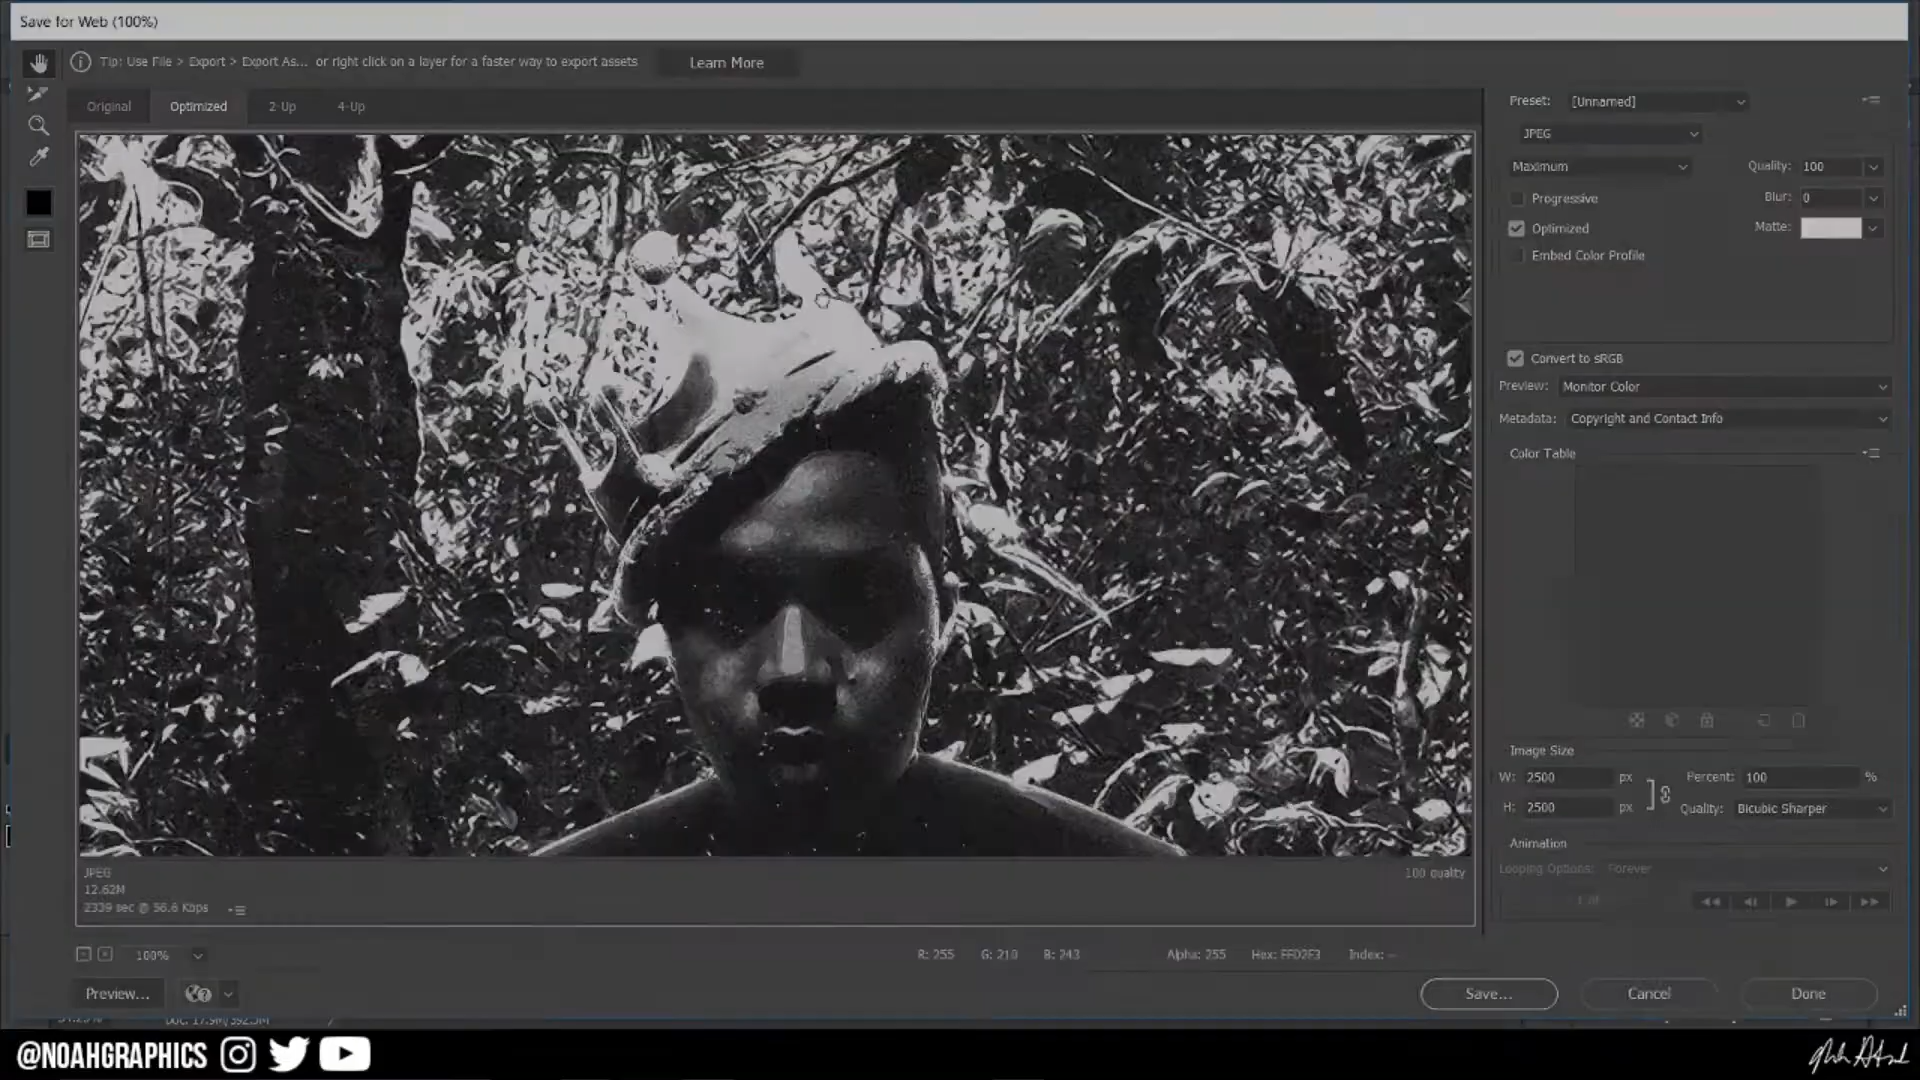 Save for Web (100%)
Tip: Use File > Export > Export As... or right click on a layer for a faster way to export assets
Learn More
Original
Optimized
2-Up
4-Up
Preset: [Unnamed]
JPEG
Maximum
Quality: 100
Progressive
Blur: 0
Optimized
Matte:
Embed Color Profile
Convert to sRGB
Preview: Monitor Color
Metadata: Copyright and Contact Info
Color Table
Image Size
W: 2500 px
Percent: 100 %
H: 2500 px
Quality: Bicubic Sharper
Animation
Looping Options: Forever
JPEG
12.62M
2339 sec @ 56.6 Kbps
100 quality
100%
R: 255
G: 210
B: 243
Alpha: 255
Hex: FFD2F3
Index: --
Preview...
Save...
Cancel
Done
@NOAHGRAPHICS